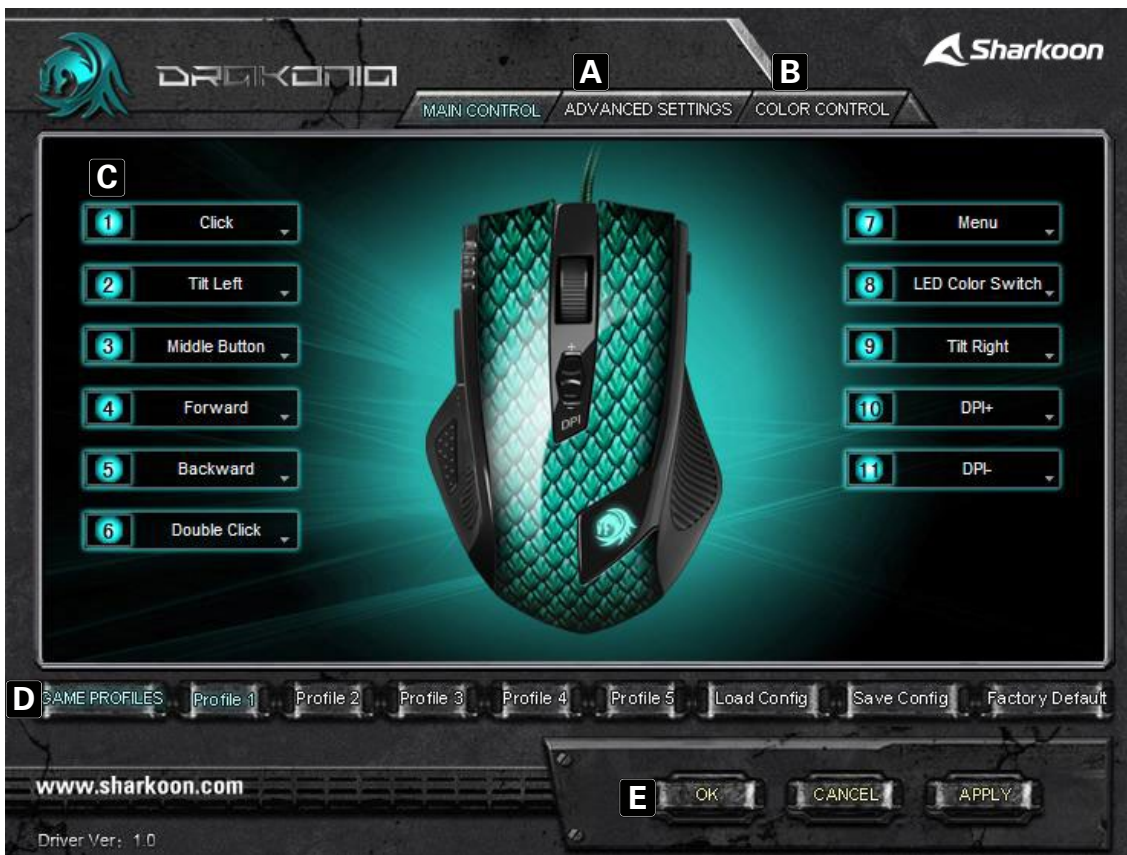 Sharkoon
DRAKONIA
A
B
MAIN CONTROL
ADVANCED SETTINGS
COLOR CONTROL
C
1 Click
2 Tilt Left
3 Middle Button
4 Forward
5 Backward
6 Double Click
+
DPI
7 Menu
8 LED Color Switch
9 Tilt Right
10 DPI+
11 DPI-
D GAME PROFILES Profile 1 Profile 2 Profile 3 Profile 4 Profile 5 Load Config Save Config Factory Default
www.sharkoon.com
E OK CANCEL APPLY
Driver Ver: 1.0